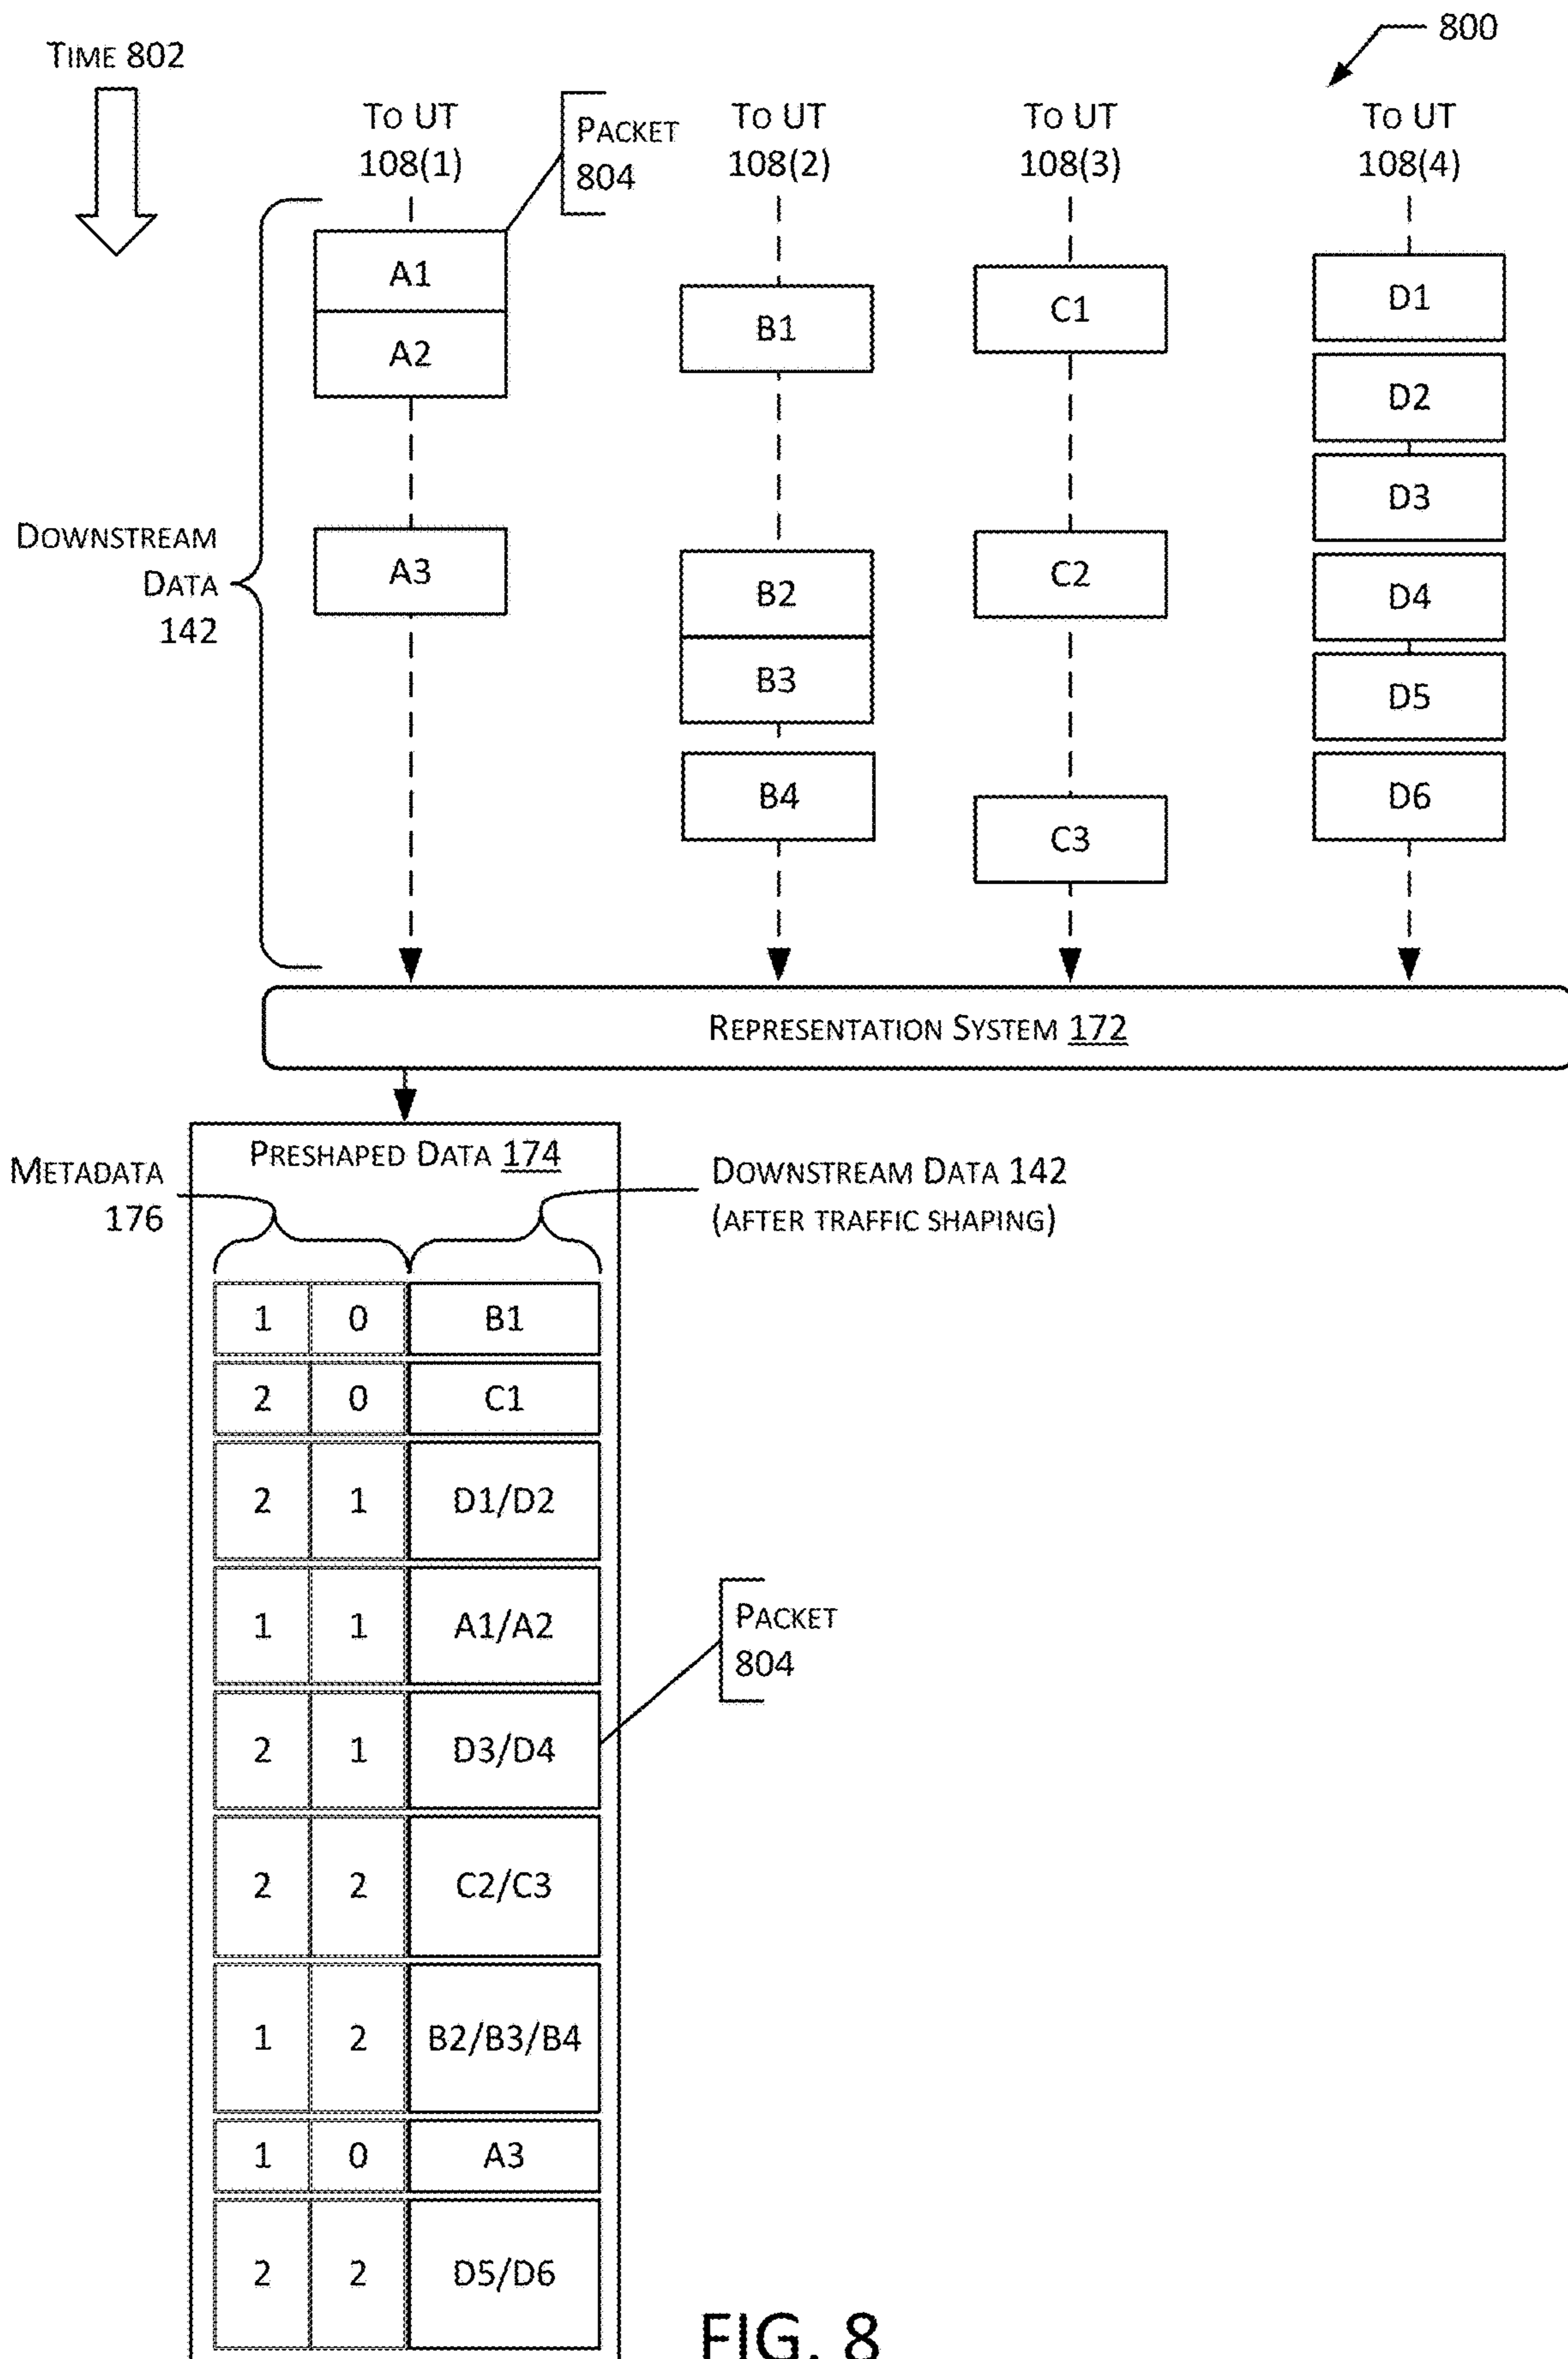 800
TIME 802
TO UT
108(1)
PACKET
804
TO UT
108(2)
TO UT
108(3)
TO UT
108(4)
A1
A2
A3
B1
B2
B3
B4
C1
C2
C3
D1
D2
D3
D4
D5
D6
DOWNSTREAM
DATA
142
REPRESENTATION SYSTEM 172
PRESHAPED DATA 174
METADATA
176
DOWNSTREAM DATA 142
(AFTER TRAFFIC SHAPING)
1 0 B1
2 0 C1
2 1 D1/D2
1 1 A1/A2
2 1 D3/D4
PACKET
804
2 2 C2/C3
1 2 B2/B3/B4
1 0 A3
2 2 D5/D6
FIG. 8